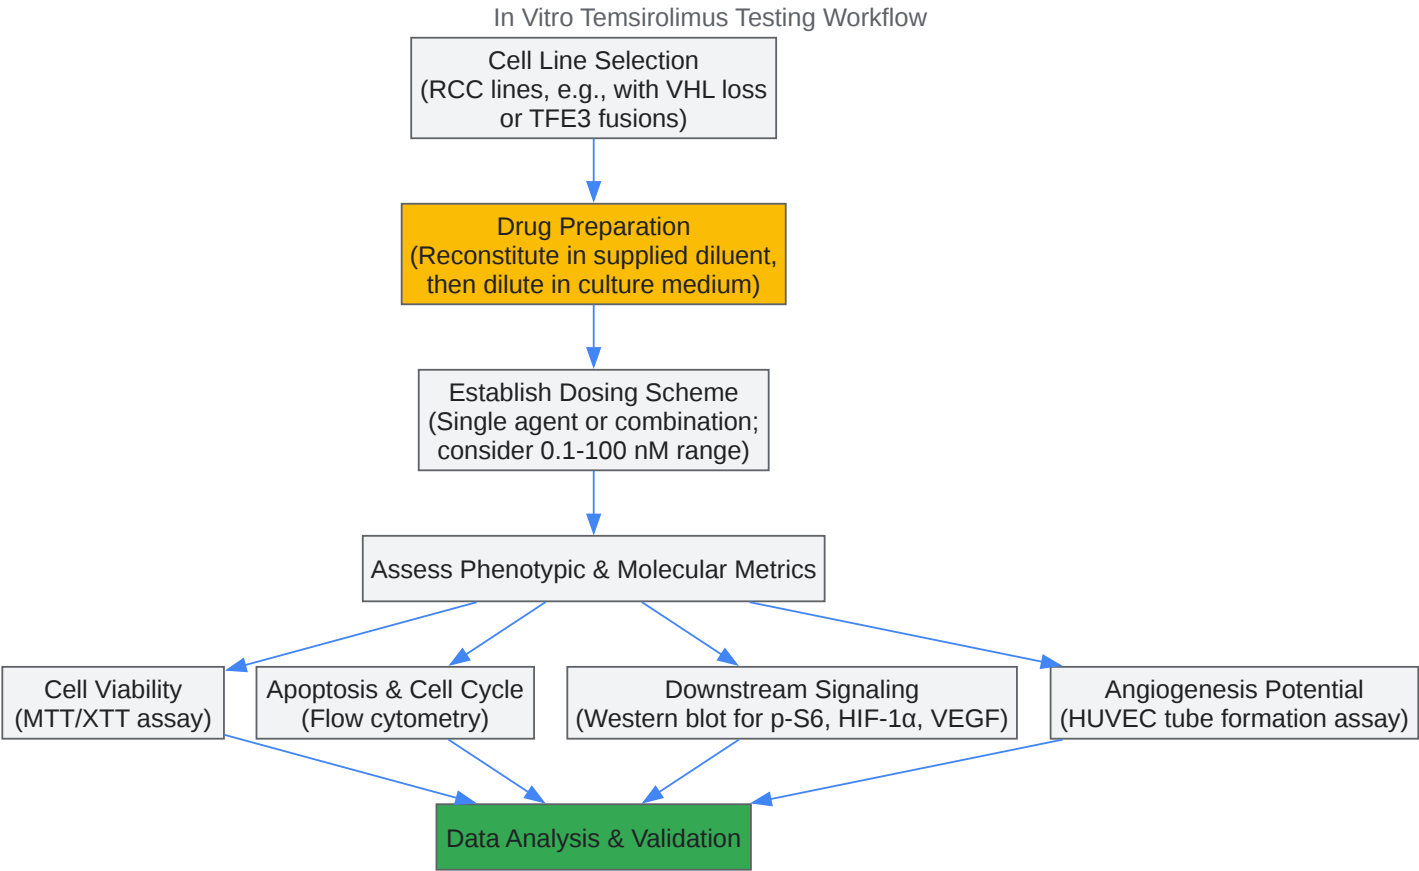 In Vitro Temsirolimus Testing Workflow
Cell Line Selection
(RCC lines, e.g., with VHL loss
or TFE3 fusions)
Drug Preparation
(Reconstitute in supplied diluent,
then dilute in culture medium)
Establish Dosing Scheme
(Single agent or combination;
consider 0.1-100 nM range)
Assess Phenotypic & Molecular Metrics
Cell Viability
(MTT/XTT assay)
Apoptosis & Cell Cycle
(Flow cytometry)
Downstream Signaling
(Western blot for p-S6, HIF-1α, VEGF)
Angiogenesis Potential
(HUVEC tube formation assay)
Data Analysis & Validation